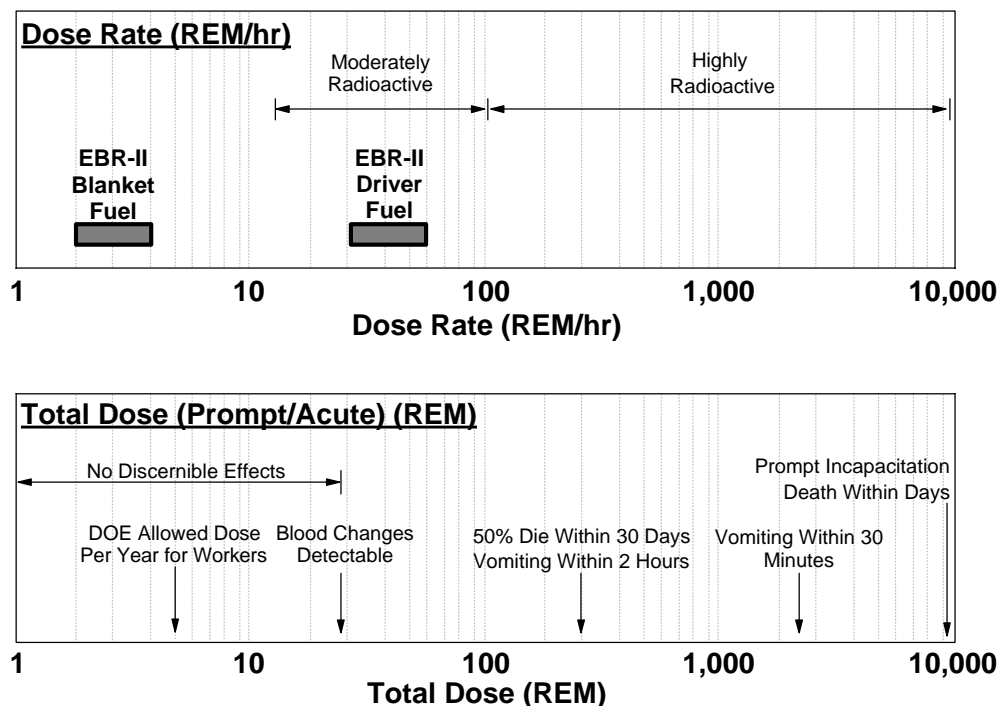 Dose Rate (REM/hr)
Moderately
Radioactive
Highly
Radioactive
EBR-II
Blanket
Fuel
EBR-II
Driver
Fuel
1 10 100 1,000 10,000
Dose Rate (REM/hr)
Total Dose (Prompt/Acute) (REM)
No Discernible Effects
Prompt Incapacitation
Death Within Days
DOE Allowed Dose
Per Year for Workers
Blood Changes
Detectable
50% Die Within 30 Days
Vomiting Within 2 Hours
Vomiting Within 30
Minutes
1 10 100 1,000 10,000
Total Dose (REM)